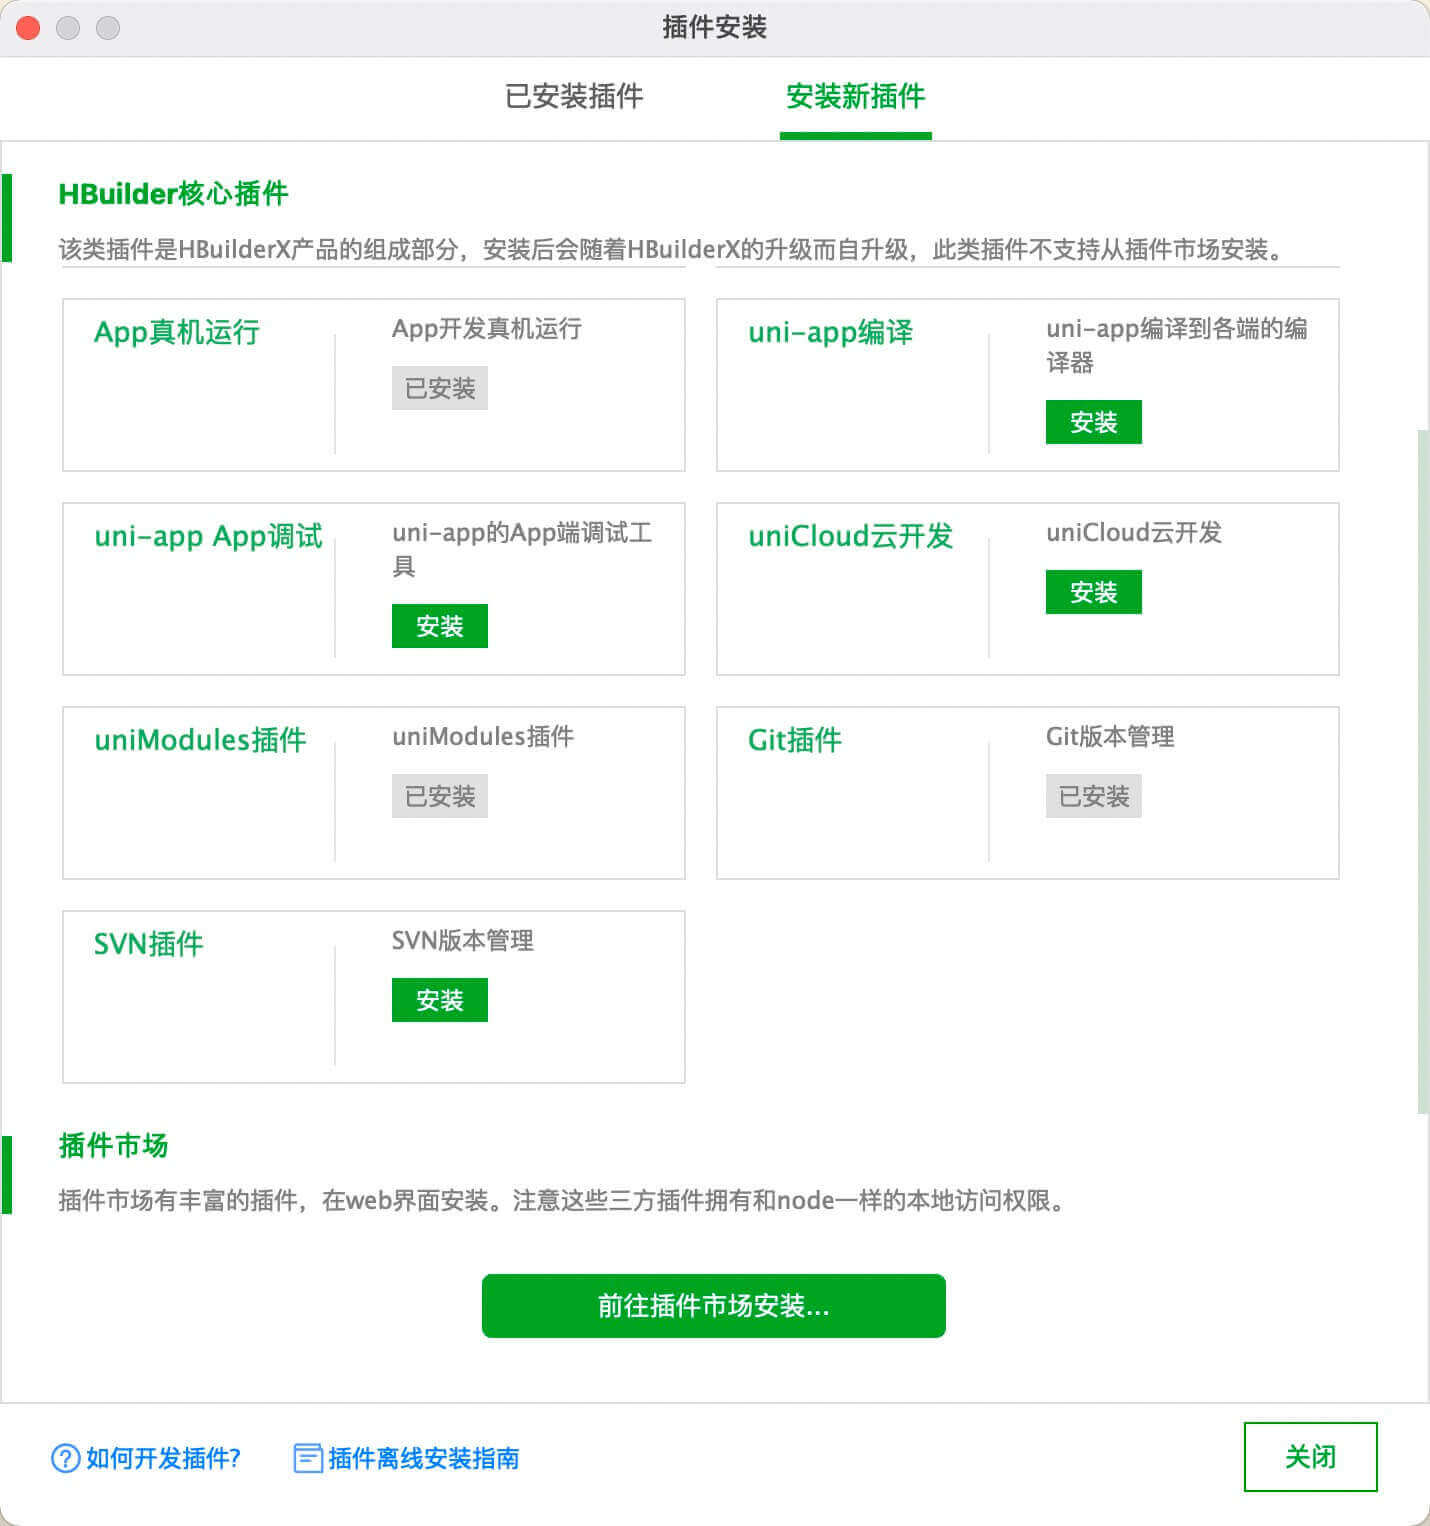 插件安装
已安装插件
安装新插件
HBuilder核心插件
该类插件是HBuilderX产品的组成部分，安装后会随着HBuilderX的升级而自升级，此类插件不支持从插件市场安装。
App真机运行
App开发真机运行
已安装
uni-app编译
uni-app编译到各端的编
译器
安装
uni-app App调试
uni-app的App端调试工
具
安装
uniCloud云开发
uniCloud云开发
安装
uniModules插件
uniModules插件
已安装
Git插件
Git版本管理
已安装
SVN插件
SVN版本管理
安装
插件市场
插件市场有丰富的插件，在web界面安装。注意这些三方插件拥有和node一样的本地访问权限。
前往插件市场安装...
如何开发插件?
插件离线安装指南
关闭